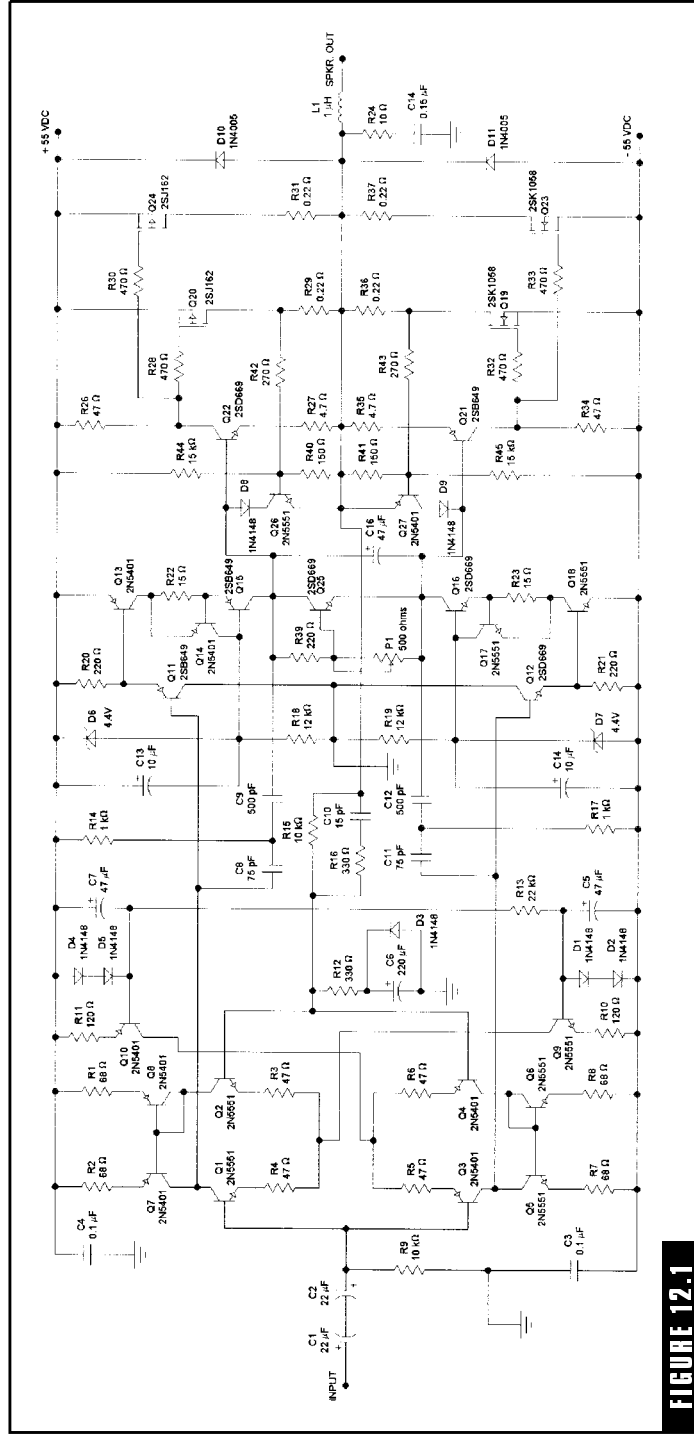 + 55 VDC
C4
0.1 µF
R2
68 Ω
R1
68 Ω
R11
120 Ω
D4
1N4148
D5
1N4148
C7
47 µF
R14
1 kΩ
C13
10 µF
D6
4.4V
R20
220 Ω
Q13
2N5401
R22
15 Ω
R26
47 Ω
R30
470 Ω
Q24
2SJ162
D10
1N4005
Q7
2N5401
Q8
2N5401
Q10
2N5401
Q11
2SB649
Q14
2N5401
2SB649
Q15
R44
15 kΩ
R28
470 Ω
Q20
2SJ162
Q22
2SD669
R42
270 Ω
Q1
2N5551
Q2
2N5551
C8
75 pF
C9
500 pF
R18
12 kΩ
R39
220 Ω
2SD669
Q25
D8
1N4148
Q26
2N5551
R40
150 Ω
R27
4.7 Ω
R29
0.22 Ω
R31
0.22 Ω
R4
47 Ω
R3
47 Ω
R12
330 Ω
R15
10 kΩ
L1
1 µH
SPKR. OUT
C1
22 µF
C2
22 µF
INPUT
R9
10 kΩ
C6
220 µF
D3
1N4148
R16
330 Ω
C10
15 pF
R19
12 kΩ
P1
500 ohms
C16
47 µF
R41
150 Ω
R35
4.7 Ω
R36
0.22 Ω
R37
0.22 Ω
R24
10 Ω
C14
0.15 µF
R5
47 Ω
R6
47 Ω
C11
75 pF
C12
500 pF
Q27
2N5401
D9
1N4148
R43
270 Ω
Q3
2N5401
Q4
2N5401
Q16
2SD669
Q17
2N5551
Q21
2SB649
2SK1058
Q19
2SK1058
Q23
D11
1N4005
Q5
2N5551
Q6
2N5551
Q9
2N5551
R13
22 kΩ
Q12
2SD669
R23
15 Ω
Q18
2N5551
R45
15 kΩ
R32
470 Ω
R33
470 Ω
C3
0.1 µF
R7
68 Ω
R8
68 Ω
R10
120 Ω
D1
1N4148
D2
1N4148
C5
47 µF
R17
1 kΩ
C14
10 µF
D7
4.4V
R21
220 Ω
R34
47 Ω
- 55 VDC
FIGURE 12.1